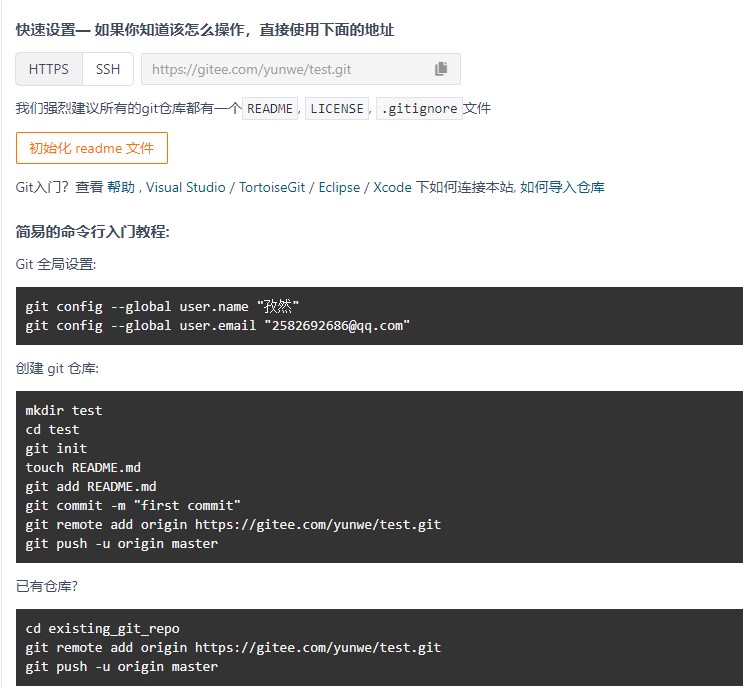 快速设置— 如果你知道该怎么操作，直接使用下面的地址
HTTPS SSH https://gitee.com/yunwe/test.git
我们强烈建议所有的git仓库都有一个 README, LICENSE, .gitignore 文件
初始化 readme 文件
Git入门？查看 帮助 , Visual Studio / TortoiseGit / Eclipse / Xcode 下如何连接本站, 如何导入仓库
简易的命令行入门教程:
Git 全局设置:
git config --global user.name "孜然"
git config --global user.email "2582692686@qq.com"
创建 git 仓库:
mkdir test
cd test
git init
touch README.md
git add README.md
git commit -m "first commit"
git remote add origin https://gitee.com/yunwe/test.git
git push -u origin master
已有仓库?
cd existing_git_repo
git remote add origin https://gitee.com/yunwe/test.git
git push -u origin master